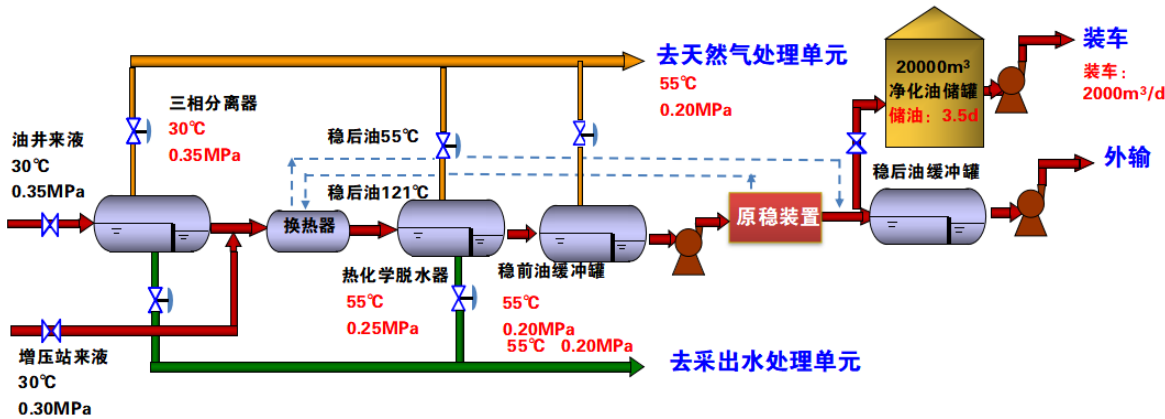 去天然气处理单元
55℃
0.20MPa
20000m³
净化油储罐
储油：3.5d
装车
装车：
2000m³/d
三相分离器
30℃
0.35MPa
油井来液
30℃
0.35MPa
稳后油55℃
稳后油121℃
换热器
热化学脱水器
55℃
0.25MPa
稳前油缓冲罐
55℃
0.20MPa
55℃ 0.20MPa
原稳装置
稳后油缓冲罐
外输
增压站来液
30℃
0.30MPa
去采出水处理单元